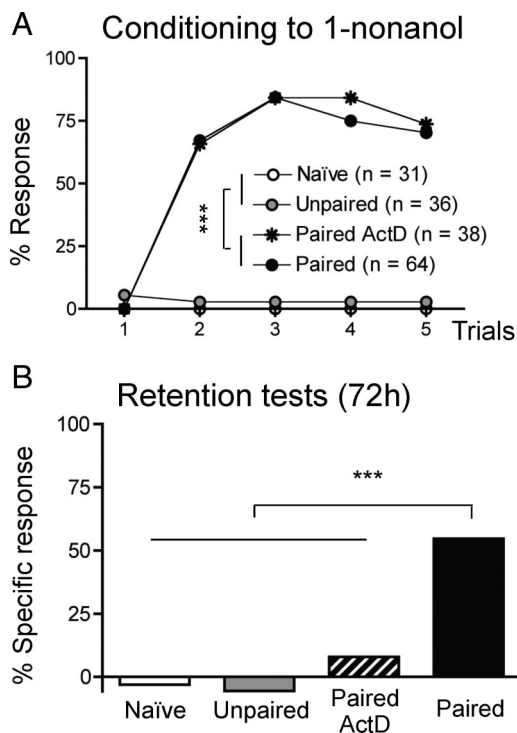 A
Conditioning to 1-nonanol
% Response
100
75
50
25
0
***
Naïve (n = 31)
Unpaired (n = 36)
Paired ActD (n = 38)
Paired (n = 64)
1 2 3 4 5 Trials
B
Retention tests (72h)
% Specific response
100
75
50
25
0
***
Naïve Unpaired Paired ActD Paired